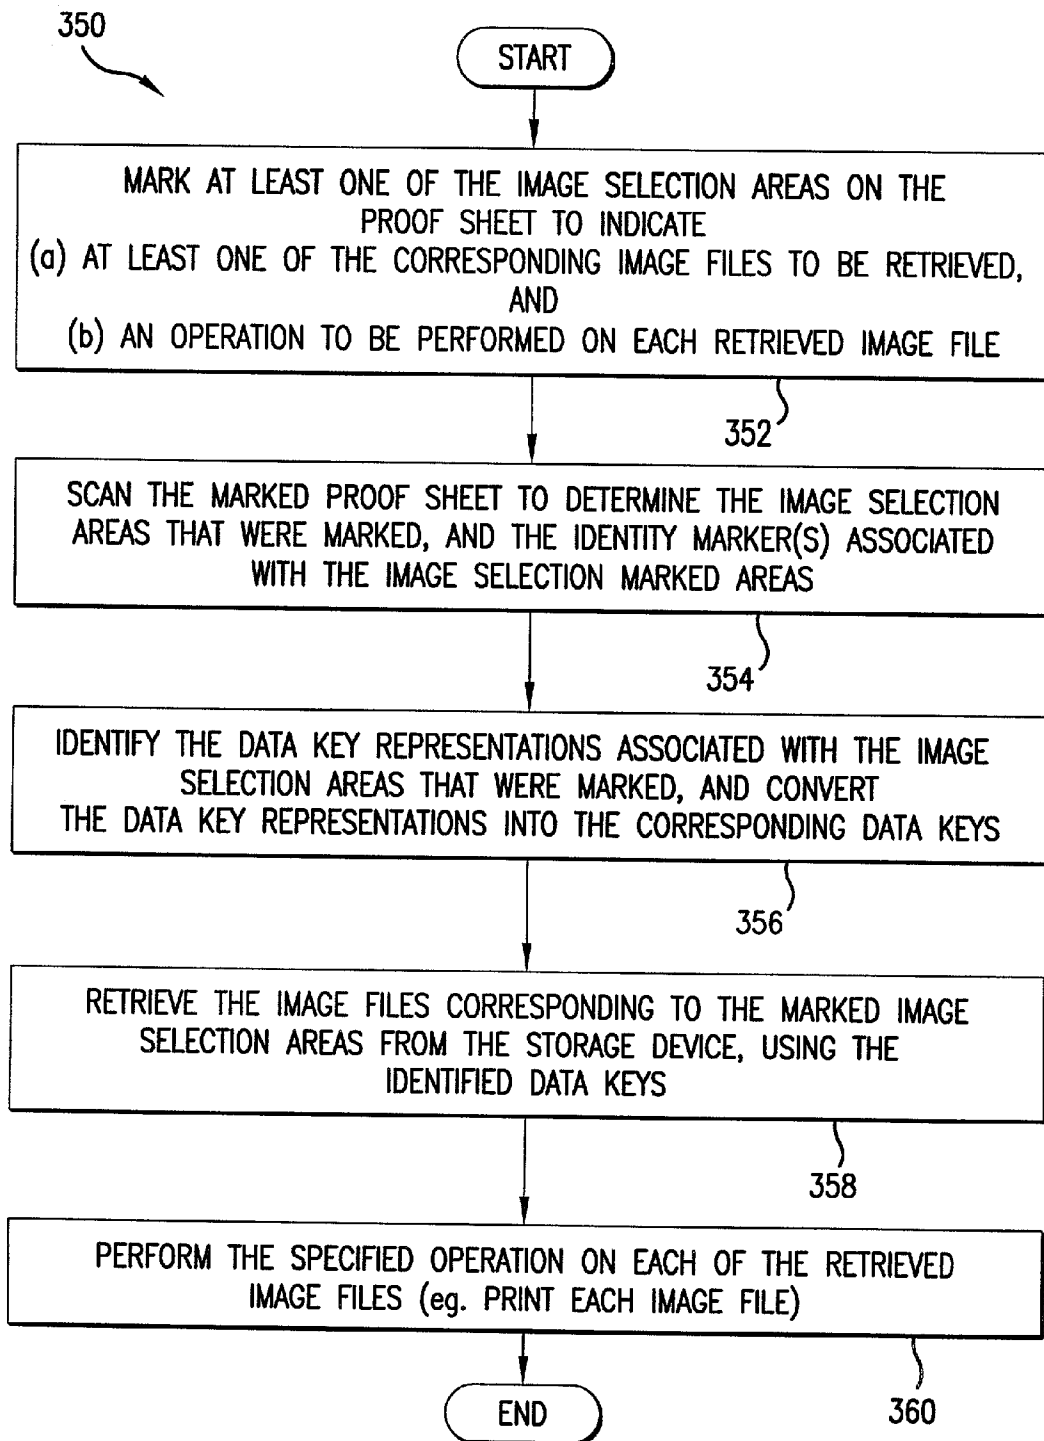 350
START
MARK AT LEAST ONE OF THE IMAGE SELECTION AREAS ON THE
PROOF SHEET TO INDICATE
(a) AT LEAST ONE OF THE CORRESPONDING IMAGE FILES TO BE RETRIEVED,
AND
(b) AN OPERATION TO BE PERFORMED ON EACH RETRIEVED IMAGE FILE
352
SCAN THE MARKED PROOF SHEET TO DETERMINE THE IMAGE SELECTION
AREAS THAT WERE MARKED, AND THE IDENTITY MARKER(S) ASSOCIATED
WITH THE IMAGE SELECTION MARKED AREAS
354
IDENTIFY THE DATA KEY REPRESENTATIONS ASSOCIATED WITH THE IMAGE
SELECTION AREAS THAT WERE MARKED, AND CONVERT
THE DATA KEY REPRESENTATIONS INTO THE CORRESPONDING DATA KEYS
356
RETRIEVE THE IMAGE FILES CORRESPONDING TO THE MARKED IMAGE
SELECTION AREAS FROM THE STORAGE DEVICE, USING THE
IDENTIFIED DATA KEYS
358
PERFORM THE SPECIFIED OPERATION ON EACH OF THE RETRIEVED
IMAGE FILES (eg. PRINT EACH IMAGE FILE)
360
END